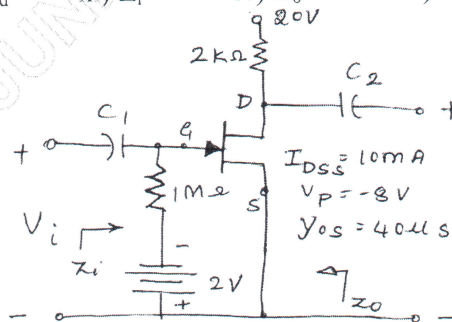 20V
2KΩ
C2
D
C1
G
+
+
IDSS = 10mA
1MΩ
S
VP = -8V
Vi
yos = 40µs
Zi
-
2V
+
Zo
-
-